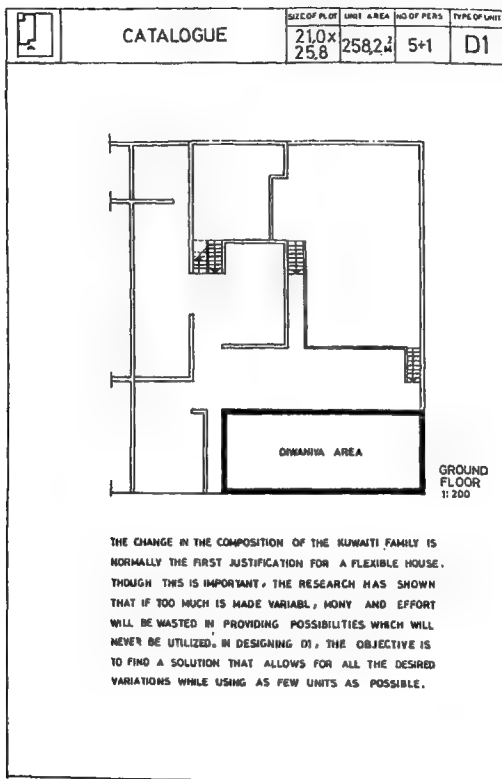 CATALOGUE
SIZE OF PLOT
21,0×
25,8
UNIT AREA
258,2 M²
NO OF PERS
5+1
TYPE OF UNIT
D1
DIWANIYA AREA
GROUND
FLOOR
1:200
THE CHANGE IN THE COMPOSITION OF THE KUWAITI FAMILY IS
NORMALLY THE FIRST JUSTIFICATION FOR A FLEXIBLE HOUSE.
THOUGH THIS IS IMPORTANT, THE RESEARCH HAS SHOWN
THAT IF TOO MUCH IS MADE VARIABL, MONY AND EFFORT
WILL BE WASTED IN PROVIDING POSSIBILITIES WHICH WILL
NEVER BE UTILIZED. IN DESIGNING D1, THE OBJECTIVE IS
TO FIND A SOLUTION THAT ALLOWS FOR ALL THE DESIRED
VARIATIONS WHILE USING AS FEW UNITS AS POSSIBLE.